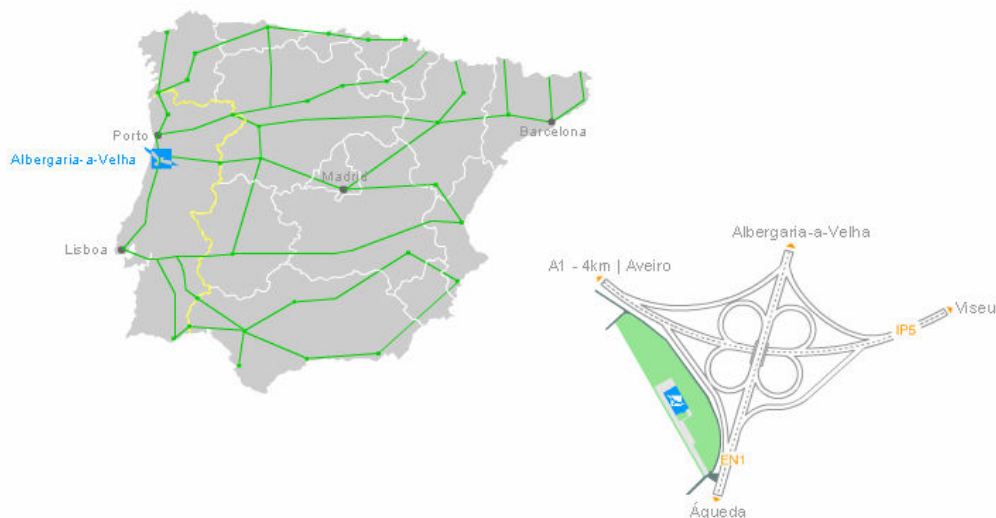 Porto
Barcelona
Albergaria-a-Velha
Madrid
Lisboa
Albergaria-a-Velha
A1 - 4km | Aveiro
Viseu
IP5
EN1
Águeda